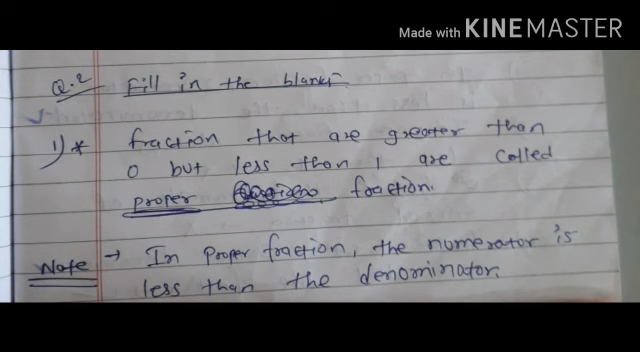 Made with KINEMASTER
Q.2 Fill in the blanks
1) * fraction that are greater than
0 but less than 1 are called
proper fraction.
Note → In proper fraction, the numerator is
less than the denominator.